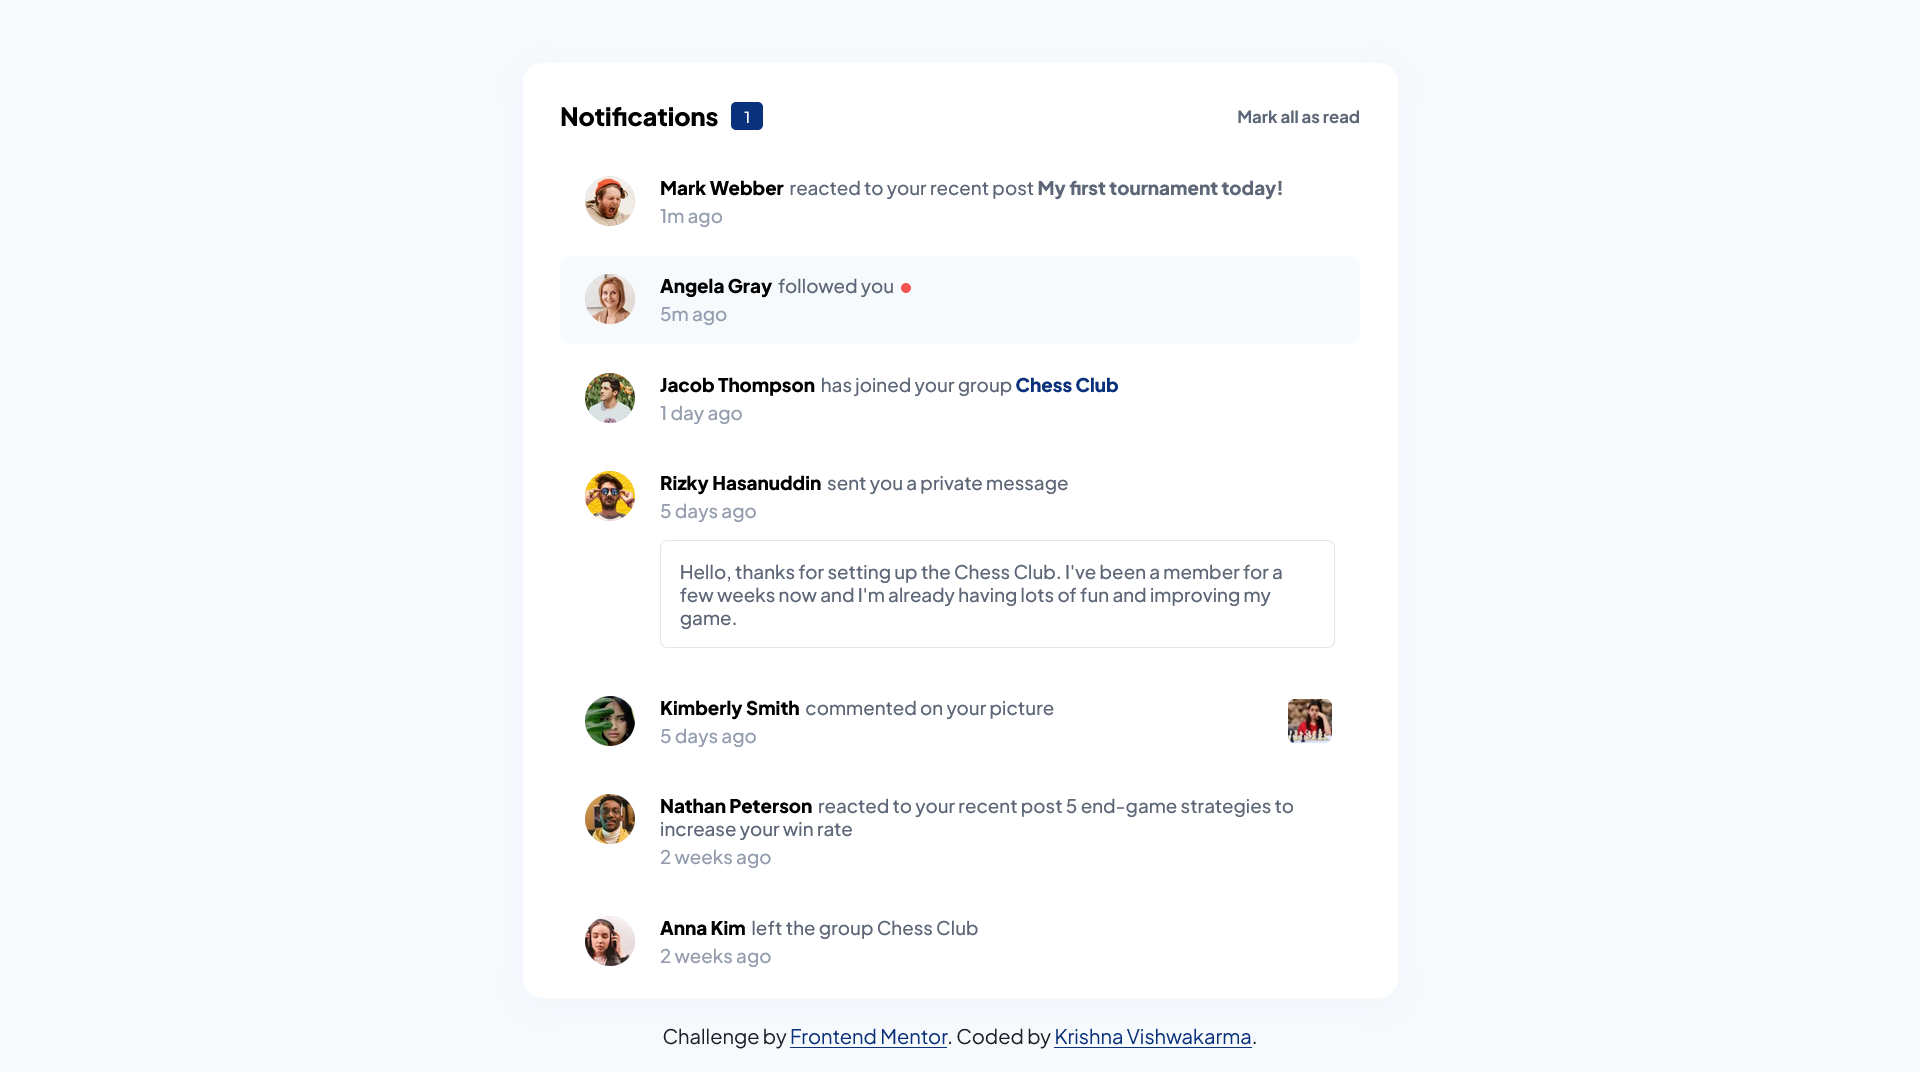 Notifications 1 Mark all as read
Mark Webber reacted to your recent post My first tournament today!
1m ago
Angela Gray followed you
5m ago
Jacob Thompson has joined your group Chess Club
1 day ago
Rizky Hasanuddin sent you a private message
5 days ago
Hello, thanks for setting up the Chess Club. I've been a member for a
few weeks now and I'm already having lots of fun and improving my
game.
Kimberly Smith commented on your picture
5 days ago
Nathan Peterson reacted to your recent post 5 end-game strategies to
increase your win rate
2 weeks ago
Anna Kim left the group Chess Club
2 weeks ago
Challenge by Frontend Mentor. Coded by Krishna Vishwakarma.